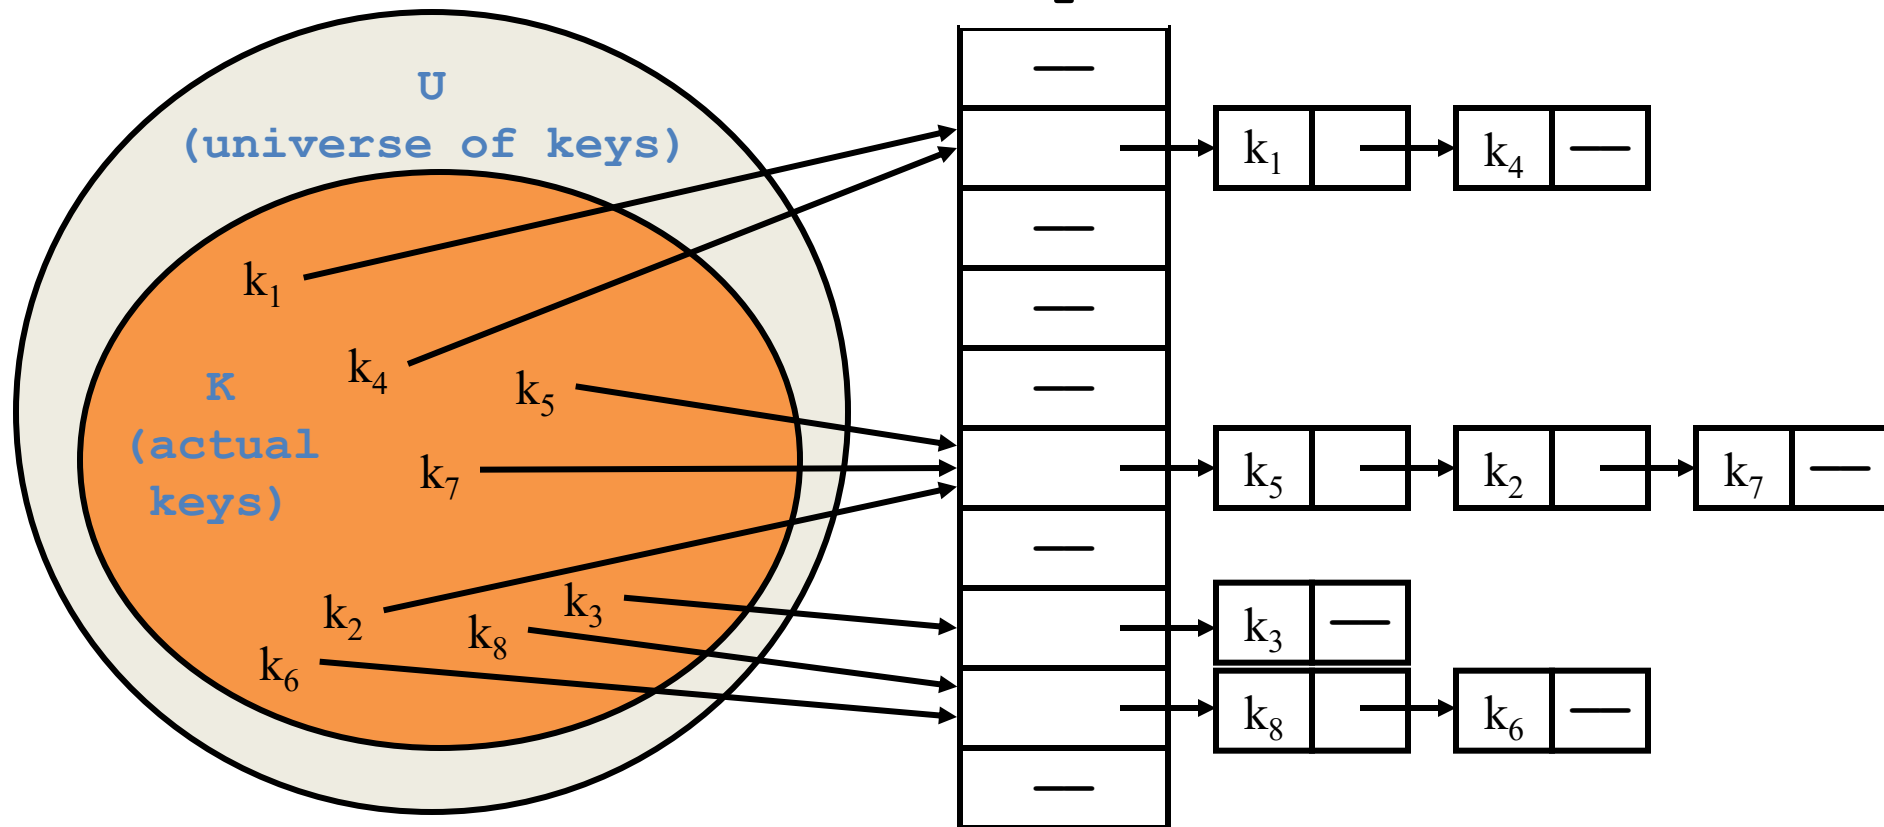 U
(universe of keys)
k₁
k₄
K
(actual
keys)
k₅
k₇
k₂
k₃
k₈
k₆
—
k₁ k₄ —
—
—
—
k₅ k₂ k₇ —
—
k₃ —
k₈ k₆ —
—